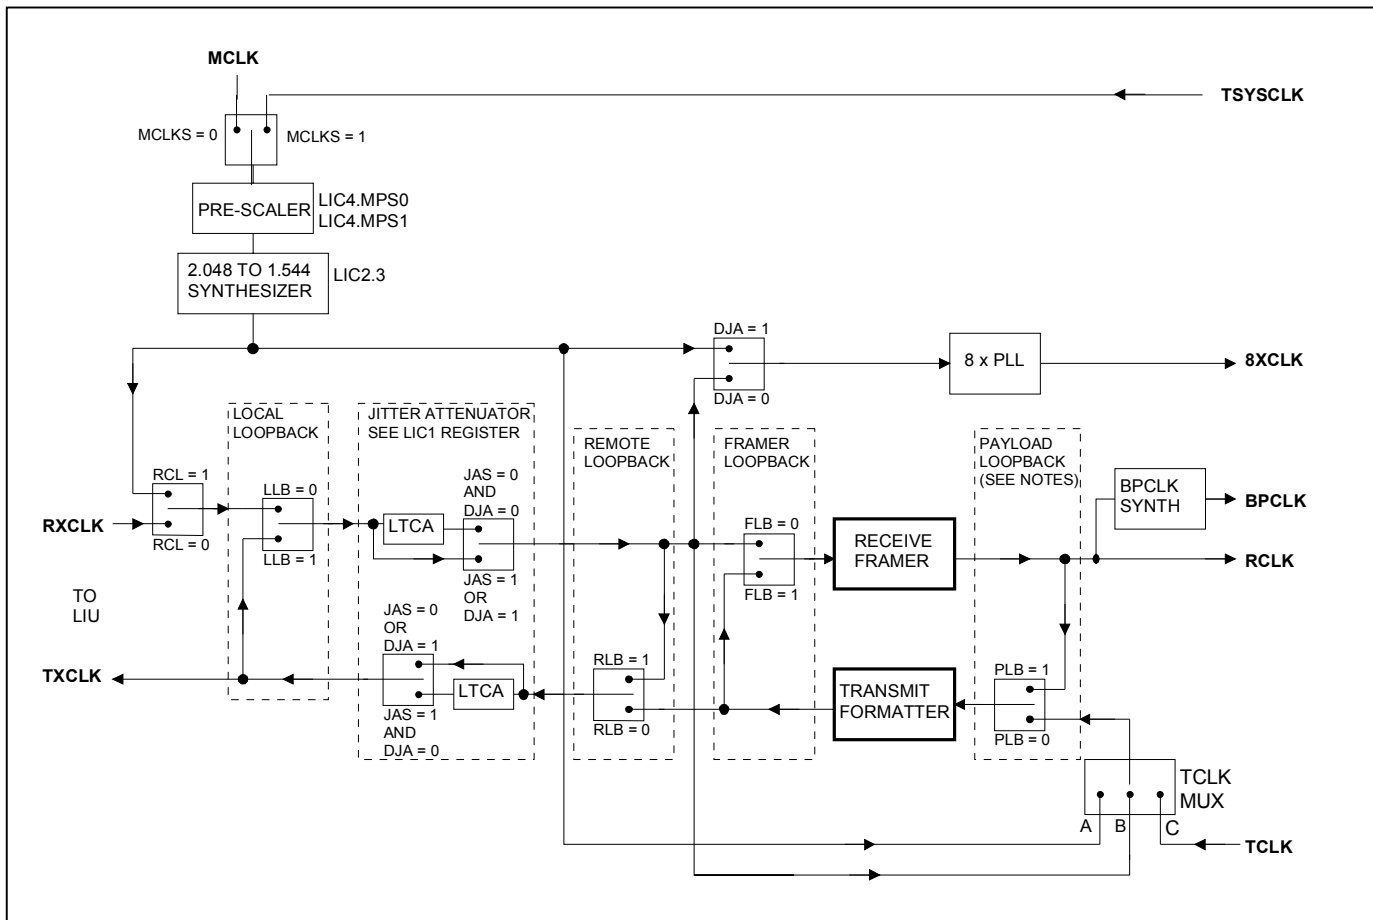 MCLK
TSYSCLK
MCLKS = 0
MCLKS = 1
PRE-SCALER
LIC4.MPS0
LIC4.MPS1
2.048 TO 1.544
SYNTHESIZER
LIC2.3
DJA = 1
DJA = 0
8 x PLL
8XCLK
LOCAL
LOOPBACK
JITTER ATTENUATOR
SEE LIC1 REGISTER
REMOTE
LOOPBACK
FRAMER
LOOPBACK
PAYLOAD
LOOPBACK
(SEE NOTES)
RCL = 1
RCL = 0
RXCLK
LLB = 0
LLB = 1
LTCA
JAS = 0
AND
DJA = 0
JAS = 1
OR
DJA = 1
FLB = 0
FLB = 1
RECEIVE
FRAMER
BPCLK
SYNTH
BPCLK
RCLK
TO
LIU
TXCLK
JAS = 0
OR
DJA = 1
LTCA
JAS = 1
AND
DJA = 0
RLB = 1
RLB = 0
TRANSMIT
FORMATTER
PLB = 1
PLB = 0
TCLK
MUX
A
B
C
TCLK